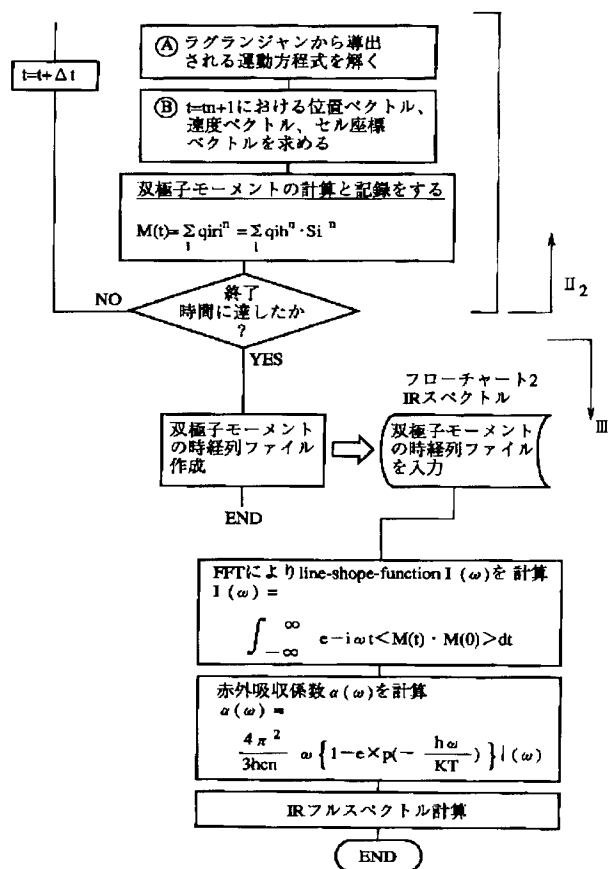 Ⓐ ラグランジャンから導出
される運動方程式を解く
t=t+Δt
Ⓑ t=tn+1における位置ベクトル、
速度ベクトル、セル座標
ベクトルを求める
双極子モーメントの計算と記録をする
M(t)=Σqiriⁿ =Σqihⁿ・Siⁿ
i i
NO
終了
時間に達したか
?
II₂
YES
フローチャート2
IRスペクトル
III
双極子モーメント
の時経列ファイル
作成
双極子モーメント
の時経列ファイル
を入力
END
FFTによりline-shope-function I (ω)を計算
I (ω)=
∫ ∞ −∞ e−iωt<M(t)・M(0)>dt
赤外吸収係数α(ω)を計算
α(ω)=
4π² / 3hcn ω{1−e×p(− hω / KT )}I(ω)
IRフルスペクトル計算
END